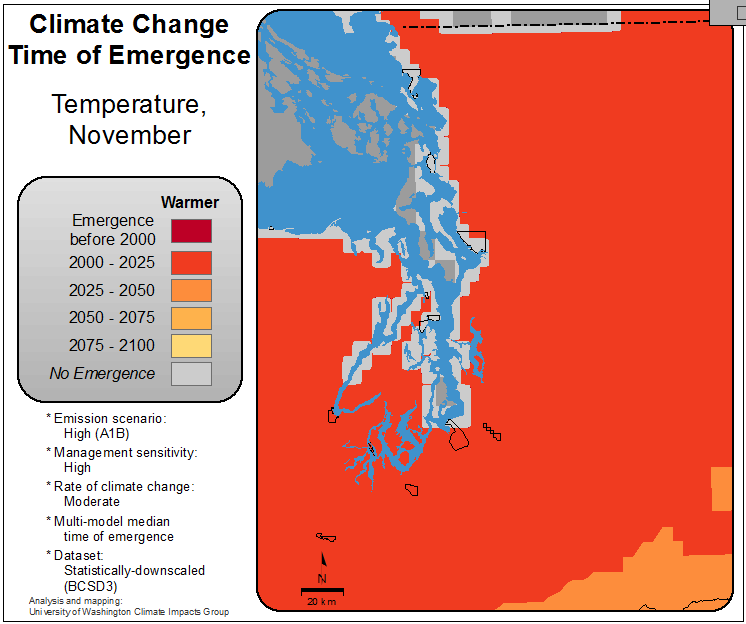 Climate Change
Time of Emergence
Temperature,
November
Warmer
Emergence
before 2000
2000 - 2025
2025 - 2050
2050 - 2075
2075 - 2100
No Emergence
* Emission scenario:
High (A1B)
* Management sensitivity:
High
* Rate of climate change:
Moderate
* Multi-model median
time of emergence
* Dataset:
Statistically-downscaled
(BCSD3)
Analysis and mapping:
University of Washington Climate Impacts Group
N
20 km